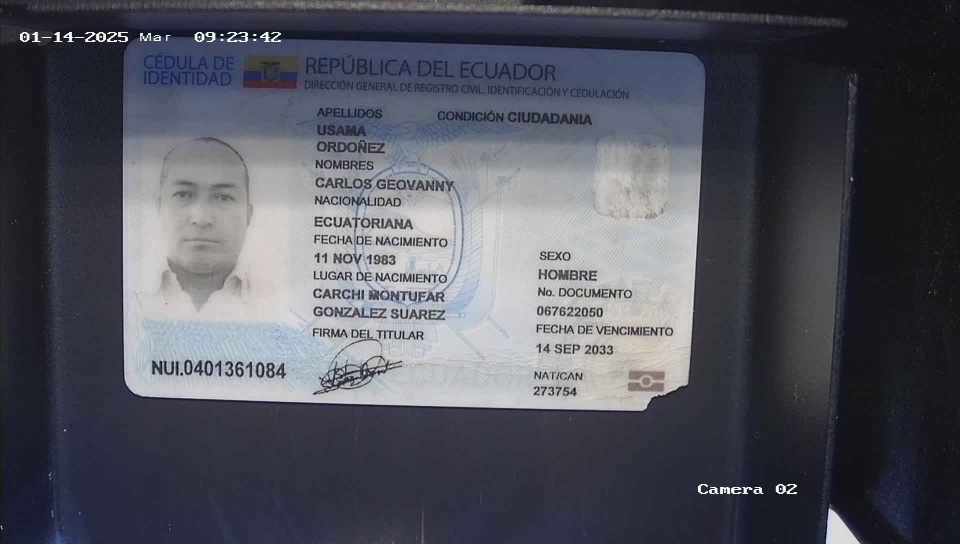 01-14-2025 Mar 09:23:42
CÉDULA DE IDENTIDAD
REPÚBLICA DEL ECUADOR
DIRECCIÓN GENERAL DE REGISTRO CIVIL, IDENTIFICACIÓN Y CEDULACIÓN
APELLIDOS
CONDICIÓN CIUDADANIA
USAMA
ORDOÑEZ
NOMBRES
CARLOS GEOVANNY
NACIONALIDAD
ECUATORIANA
FECHA DE NACIMIENTO
11 NOV 1983
LUGAR DE NACIMIENTO
CARCHI MONTUFAR
GONZALEZ SUAREZ
FIRMA DEL TITULAR
SEXO
HOMBRE
No. DOCUMENTO
067622050
FECHA DE VENCIMIENTO
14 SEP 2033
NAT/CAN
273754
NUI.0401361084
Camera 02